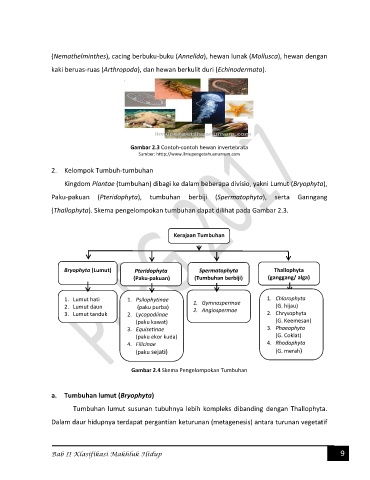 (Nemathelminthes), cacing berbuku-buku (Annelida), hewan lunak (Mollusca), hewan dengan
kaki beruas-ruas (Arthropoda), dan hewan berkulit duri (Echinodermata).
Gambar 2.3 Contoh-contoh hewan invertebrata
Sumber: http://www.ilmupengetahuanumum.com
2. Kelompok Tumbuh-tumbuhan
Kingdom Plantae (tumbuhan) dibagi ke dalam beberapa divisio, yakni Lumut (Bryophyta),
Paku-pakuan (Pteridophyta), tumbuhan berbiji (Spermatophyta), serta Ganngang
(Thallophyta). Skema pengelompokan tumbuhan dapat dilihat pada Gambar 2.3.
Kerajaan Tumbuhan
Bryophyta (Lumut)
Pteridophyta
(Paku-pakuan)
Spermatophyta
(Tumbuhan berbiji)
Thallophyta
(ganggang/ alga)
1. Lumut hati
2. Lumut daun
3. Lumut tanduk
1. Psilophytinae
(paku purba)
2. Lycopodiinae
(paku kawat)
3. Equisetinae
(paku ekor kuda)
4. Filicinae
(paku sejati)
1. Gymnospermae
2. Angiospermae
1. Chlorophyta
(G. hijau)
2. Chrysophyta
(G. Keemasan)
3. Phaeophyta
(G. Coklat)
4. Rhodophyta
(G. merah)
Gambar 2.4 Skema Pengelompokan Tumbuhan
a. Tumbuhan lumut (Bryophyta)
Tumbuhan lumut susunan tubuhnya lebih kompleks dibanding dengan Thallophyta.
Dalam daur hidupnya terdapat pergantian keturunan (metagenesis) antara turunan vegetatif
Bab II Klasifikasi Makhluk Hidup
9